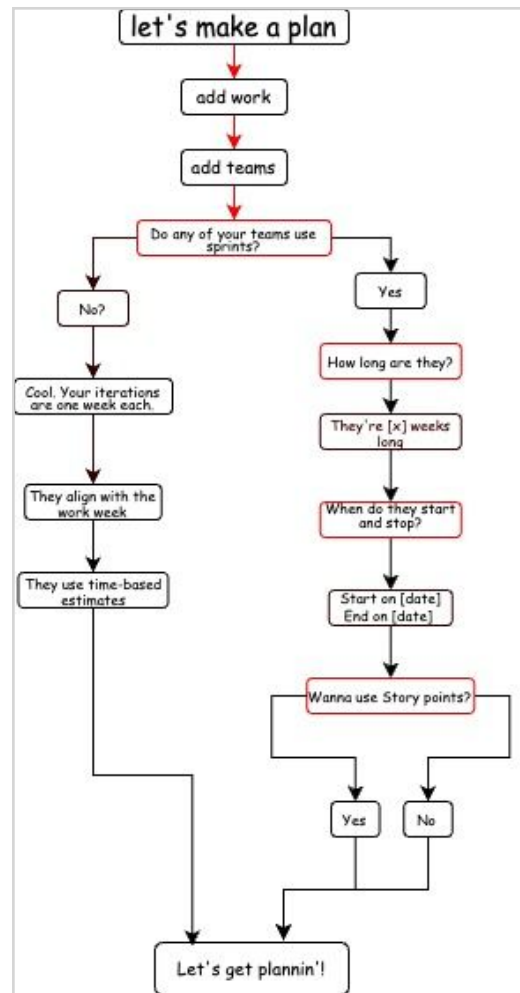 let's make a plan
add work
add teams
Do any of your teams use
sprints?
No?
Yes
How long are they?
Cool. Your iterations
are one week each.
They're [x] weeks
long
They align with the
work week
When do they start
and stop?
They use time-based
estimates
Start on [date]
End on [date]
Wanna use Story points?
Yes
No
Let's get plannin'!